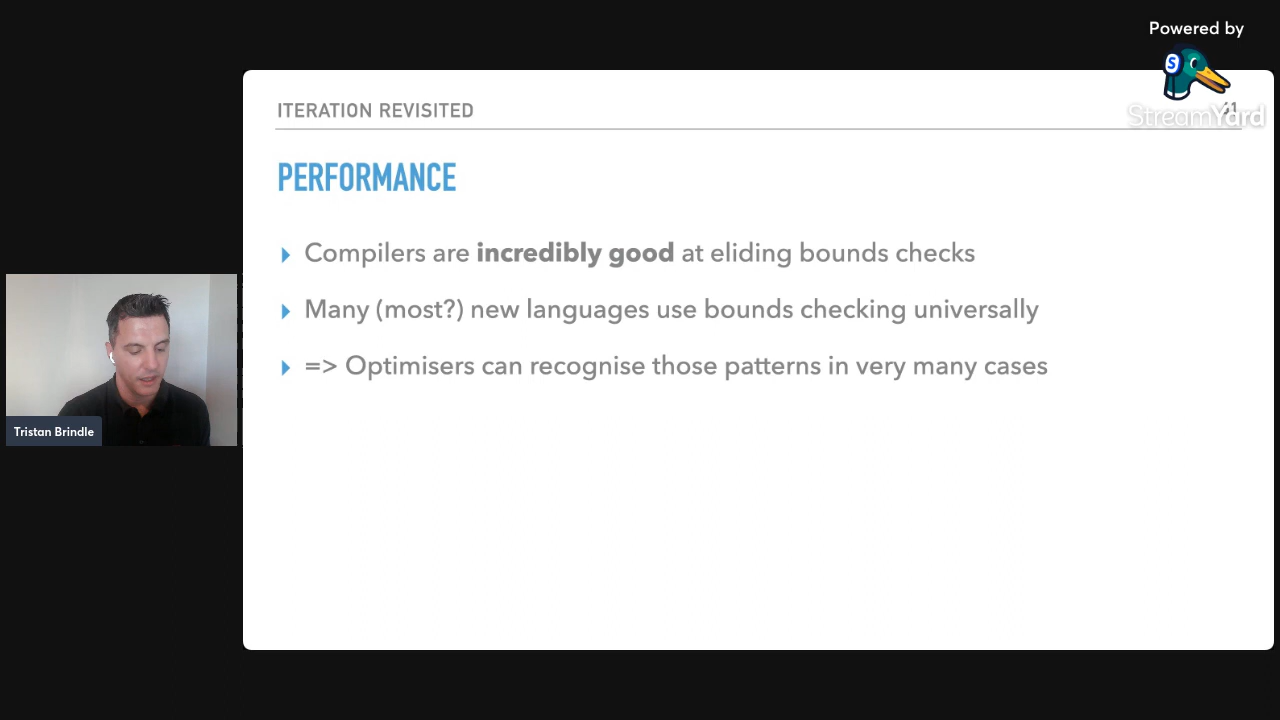 Powered by
StreamYard
ITERATION REVISITED
PERFORMANCE
Compilers are incredibly good at eliding bounds checks
Many (most?) new languages use bounds checking universally
=> Optimisers can recognise those patterns in very many cases
Tristan Brindle